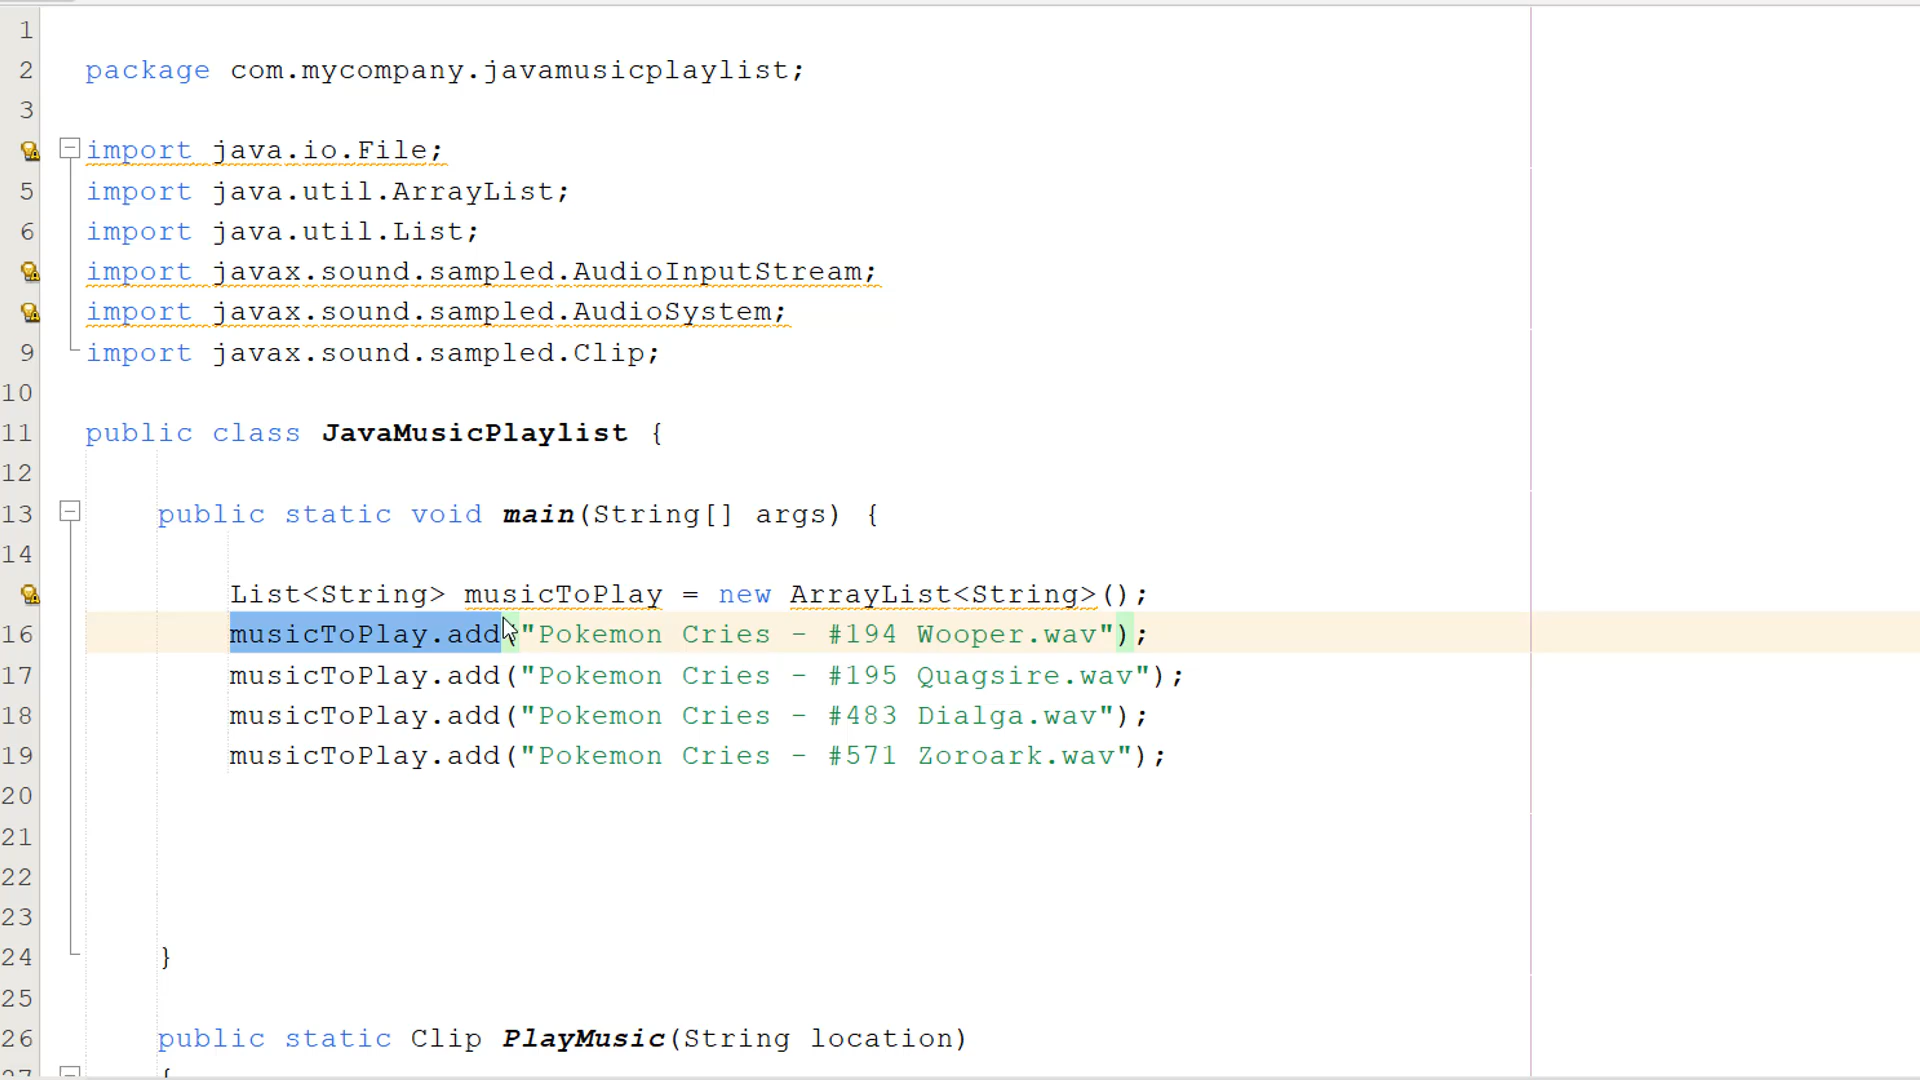 1
2 package com.mycompany.javamusicplaylist;
3
import java.io.File;
5 import java.util.ArrayList;
6 import java.util.List;
import javax.sound.sampled.AudioInputStream;
import javax.sound.sampled.AudioSystem;
9 import javax.sound.sampled.Clip;
10
11 public class JavaMusicPlaylist {
12
13 public static void main(String[] args) {
14
List<String> musicToPlay = new ArrayList<String>();
16 musicToPlay.add("Pokemon Cries - #194 Wooper.wav");
17 musicToPlay.add("Pokemon Cries - #195 Quagsire.wav");
18 musicToPlay.add("Pokemon Cries - #483 Dialga.wav");
19 musicToPlay.add("Pokemon Cries - #571 Zoroark.wav");
20
21
22
23
24 }
25
26 public static Clip PlayMusic(String location)
27 {